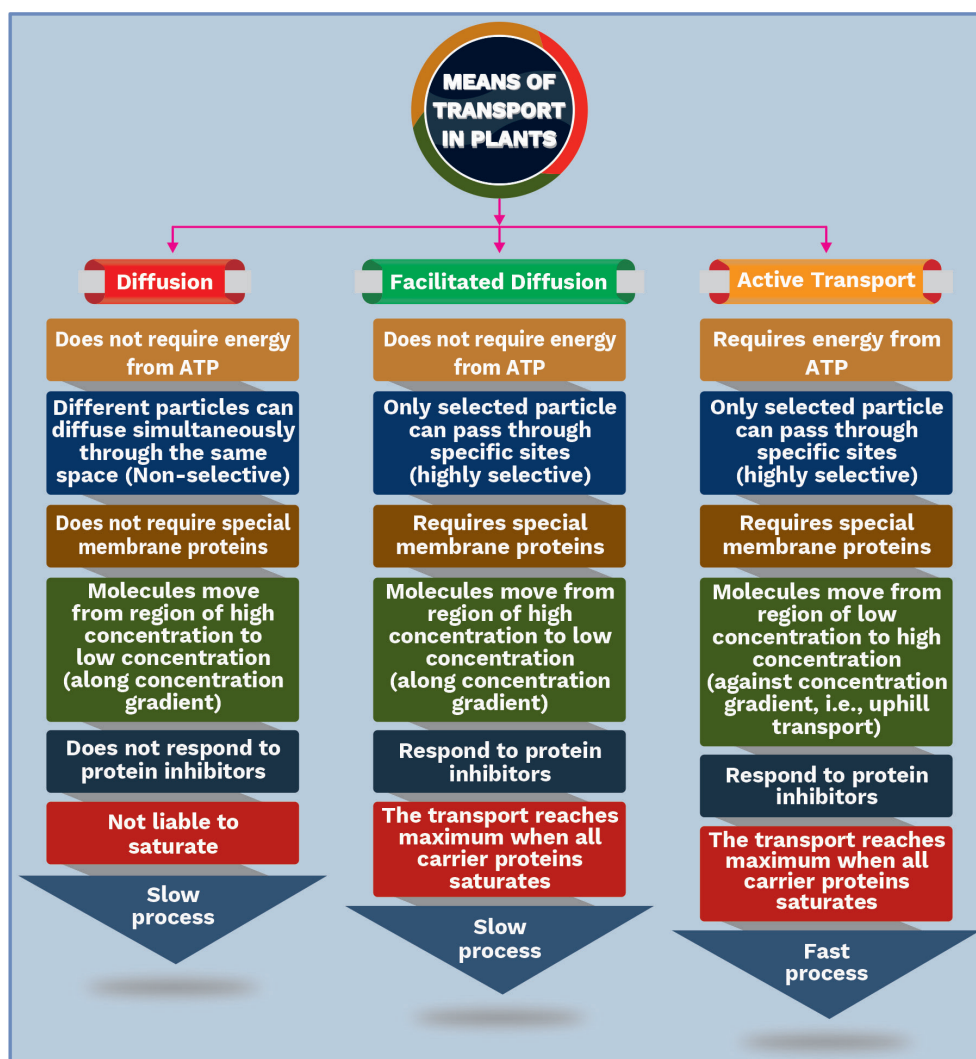 MEANS OF
TRANSPORT
IN PLANTS
Diffusion
Does not require energy
from ATP
Different particles can
diffuse simultaneously
through the same
space (Non-selective)
Does not require special
membrane proteins
Molecules move
from region of high
concentration to
low concentration
(along concentration
gradient)
Does not respond to
protein inhibitors
Not liable to
saturate
Slow
process
Facilitated Diffusion
Does not require energy
from ATP
Only selected particle
can pass through
specific sites
(highly selective)
Requires special
membrane proteins
Molecules move from
region of high
concentration to low
concentration
(along concentration
gradient)
Respond to protein
inhibitors
The transport reaches
maximum when all
carrier proteins
saturates
Slow
process
Active Transport
Requires energy from
ATP
Only selected particle
can pass through
specific sites
(highly selective)
Requires special
membrane proteins
Molecules move from
region of low
concentration to high
concentration
(against concentration
gradient, i.e., uphill
transport)
Respond to protein
inhibitors
The transport reaches
maximum when all
carrier proteins
saturates
Fast
process